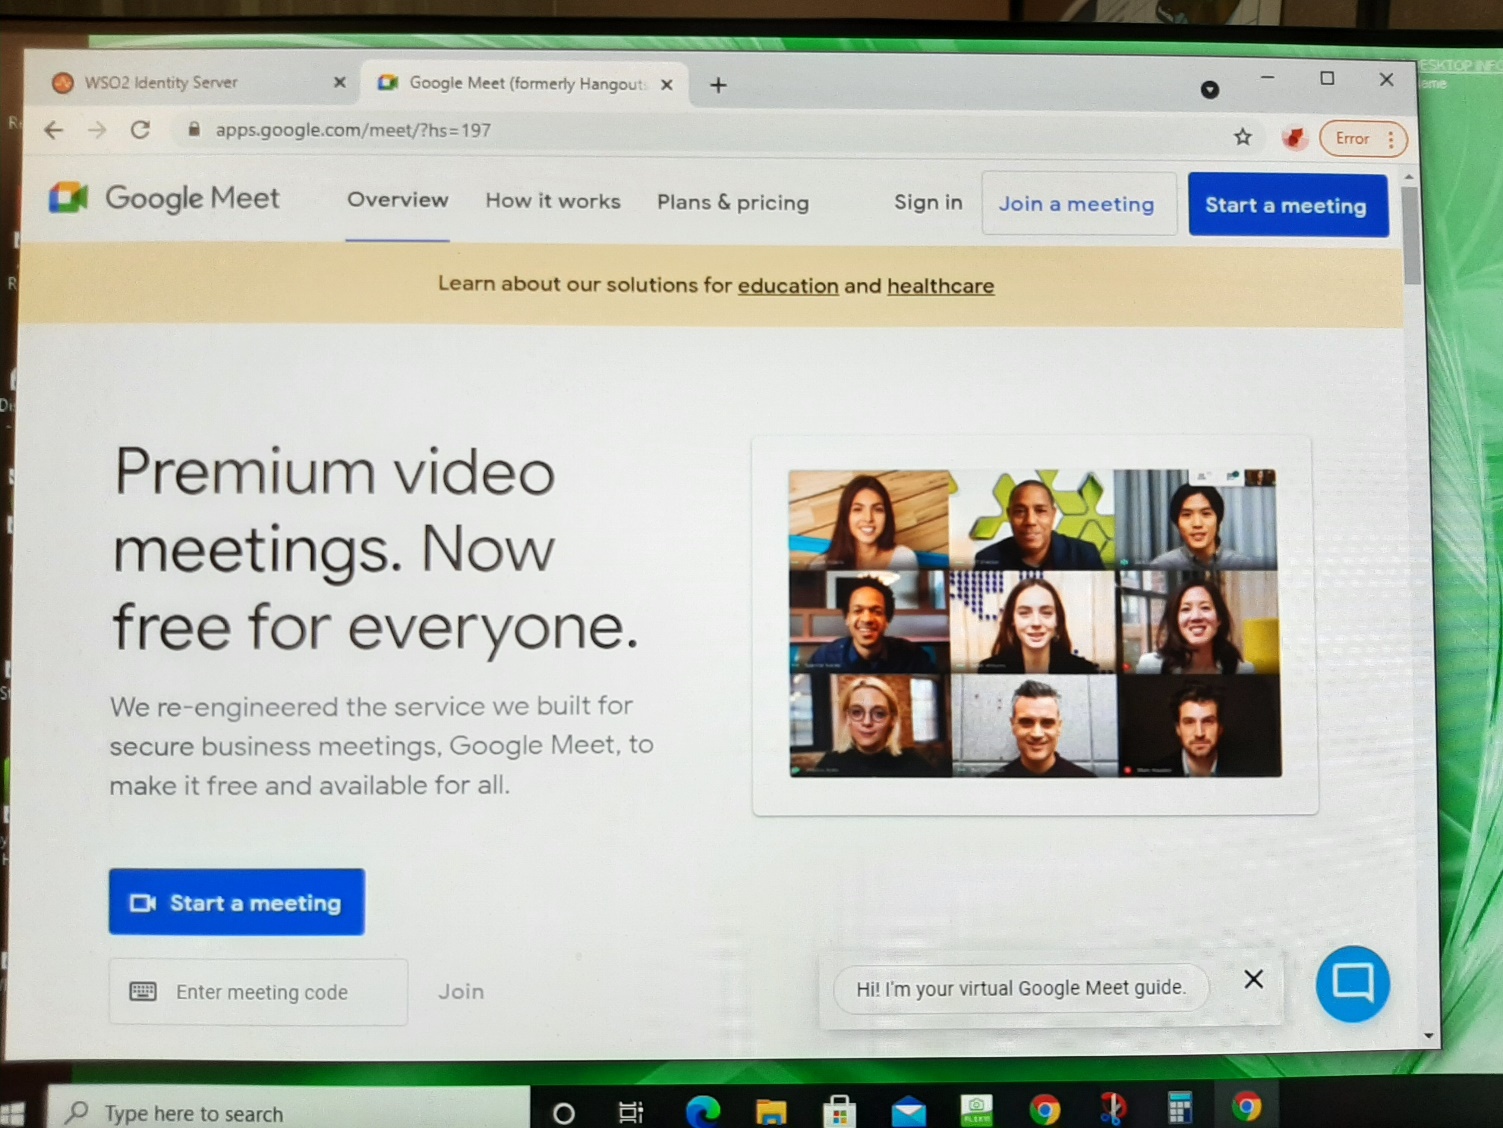 WSO2 Identity Server
Google Meet (formerly Hangouts
apps.google.com/meet/?hs=197
Error
Google Meet
Overview
How it works
Plans & pricing
Sign in
Join a meeting
Start a meeting
Learn about our solutions for education and healthcare
Premium video
meetings. Now
free for everyone.
We re-engineered the service we built for
secure business meetings, Google Meet, to
make it free and available for all.
Start a meeting
Enter meeting code
Join
Hi! I'm your virtual Google Meet guide.
Type here to search